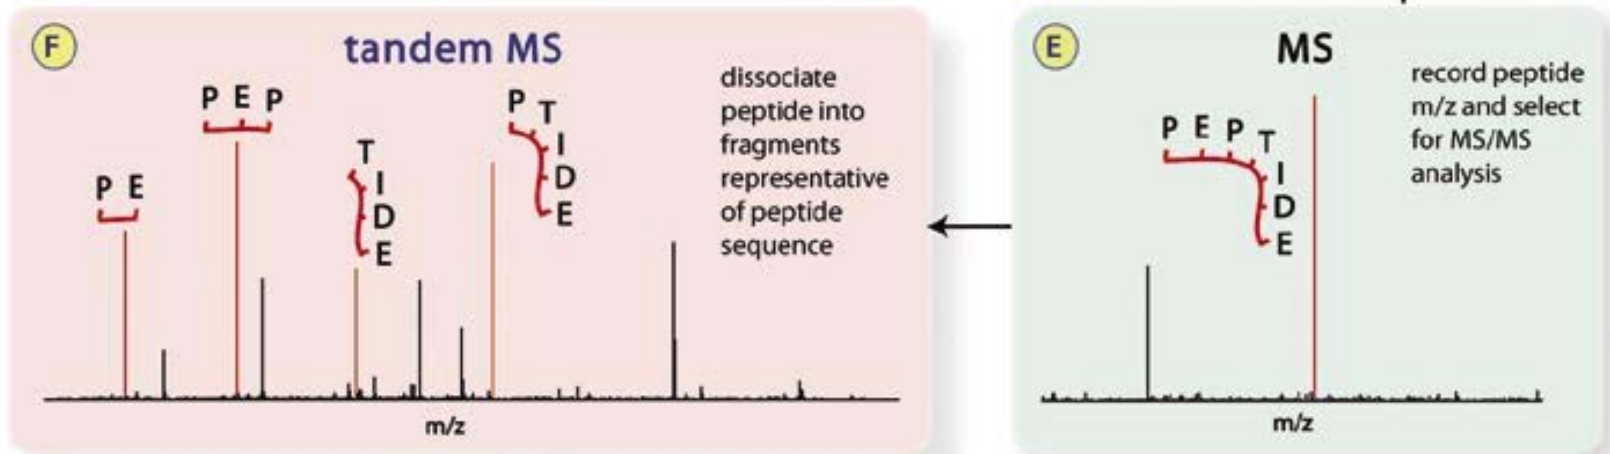 F
tandem MS
dissociate
peptide into
fragments
representative
of peptide
sequence
P E
P E P
T
I
D
E
P T
I
D
E
m/z
E
MS
record peptide
m/z and select
for MS/MS
analysis
P E P T
I
D
E
m/z